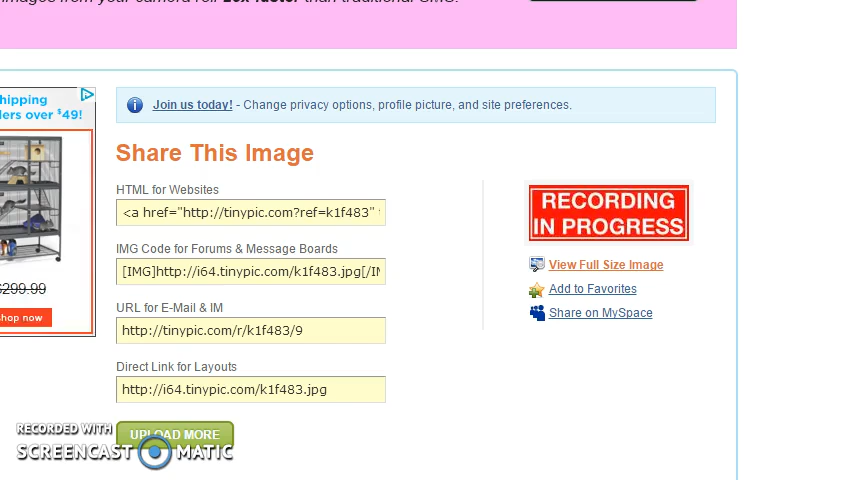 images from your camera roll 10x faster than traditional SMS.
hipping
ders over $49!
$299.99
shop now
Join us today! - Change privacy options, profile picture, and site preferences.
Share This Image
HTML for Websites
<a href="http://tinypic.com?ref=k1f483"
IMG Code for Forums & Message Boards
[IMG]http://i64.tinypic.com/k1f483.jpg[/IM
URL for E-Mail & IM
http://tinypic.com/r/k1f483/9
Direct Link for Layouts
http://i64.tinypic.com/k1f483.jpg
UPLOAD MORE
RECORDING
IN PROGRESS
View Full Size Image
Add to Favorites
Share on MySpace
RECORDED WITH
SCREENCAST MATIC